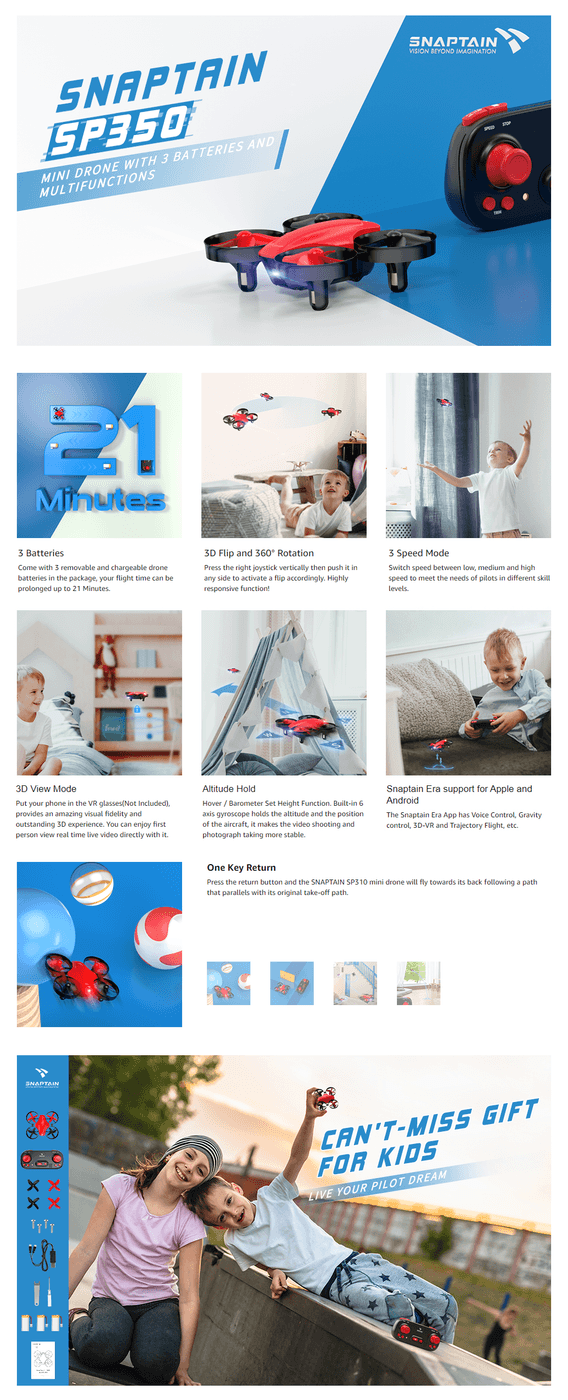 SNAPTAIN
VISION BEYOND IMAGINATION
SNAPTAIN
SP350
MINI DRONE WITH 3 BATTERIES AND
MULTIFUNCTIONS
SPEED STOP
TRIM
21
Minutes
3 Batteries
Come with 3 removable and chargeable drone
batteries in the package, your flight time can be
prolonged up to 21 Minutes.
3D Flip and 360° Rotation
Press the right joystick vertically then push it in
any side to activate a flip accordingly. Highly
responsive function!
3 Speed Mode
Switch speed between low, medium and high
speed to meet the needs of pilots in different skill
levels.
3D View Mode
Put your phone in the VR glasses(Not Included),
provides an amazing visual fidelity and
outstanding 3D experience. You can enjoy first
person view real time live video directly with it.
Altitude Hold
Hover / Barometer Set Height Function. Built-in 6
axis gyroscope holds the altitude and the position
of the aircraft, it makes the video shooting and
photograph taking more stable.
Snaptain Era support for Apple and
Android
The Snaptain Era App has Voice Control, Gravity
control, 3D-VR and Trajectory Flight, etc.
One Key Return
Press the return button and the SNAPTAIN SP310 mini drone will fly towards its back following a path
that parallels with its original take-off path.
SNAPTAIN
CAN'T-MISS GIFT
FOR KIDS
LIVE YOUR PILOT DREAM